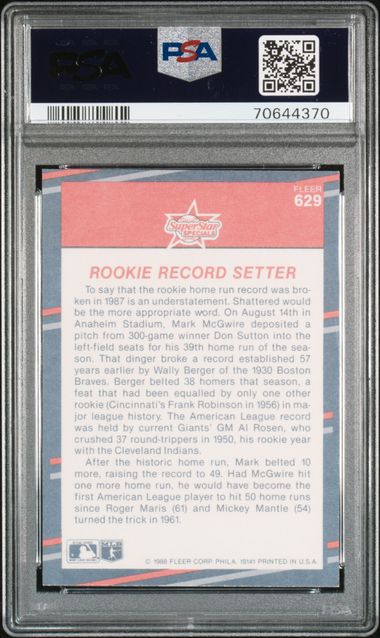 PSA
PSA
70644370
FLEER
629
SuperStar
SPECIALS
ROOKIE RECORD SETTER
To say that the rookie home run record was bro-
ken in 1987 is an understatement. Shattered would
be the more appropriate word. On August 14th in
Anaheim Stadium, Mark McGwire deposited a
pitch from 300-game winner Don Sutton into the
left-field seats for his 39th home run of the sea-
son. That dinger broke a record established 57
years earlier by Wally Berger of the 1930 Boston
Braves. Berger belted 38 homers that season, a
feat that had been equalled by only one other
rookie (Cincinnati's Frank Robinson in 1956) in ma-
jor league history. The American League record
was held by current Giants' GM Al Rosen, who
crushed 37 round-trippers in 1950, his rookie year
with the Cleveland Indians.
After the historic home run, Mark belted 10
more, raising the record to 49. Had McGwire hit
one more home run, he would have become the
first American League player to hit 50 home runs
since Roger Maris (61) and Mickey Mantle (54)
turned the trick in 1961.
© 1988 FLEER CORP. PHILA. 19141 PRINTED IN U.S.A.